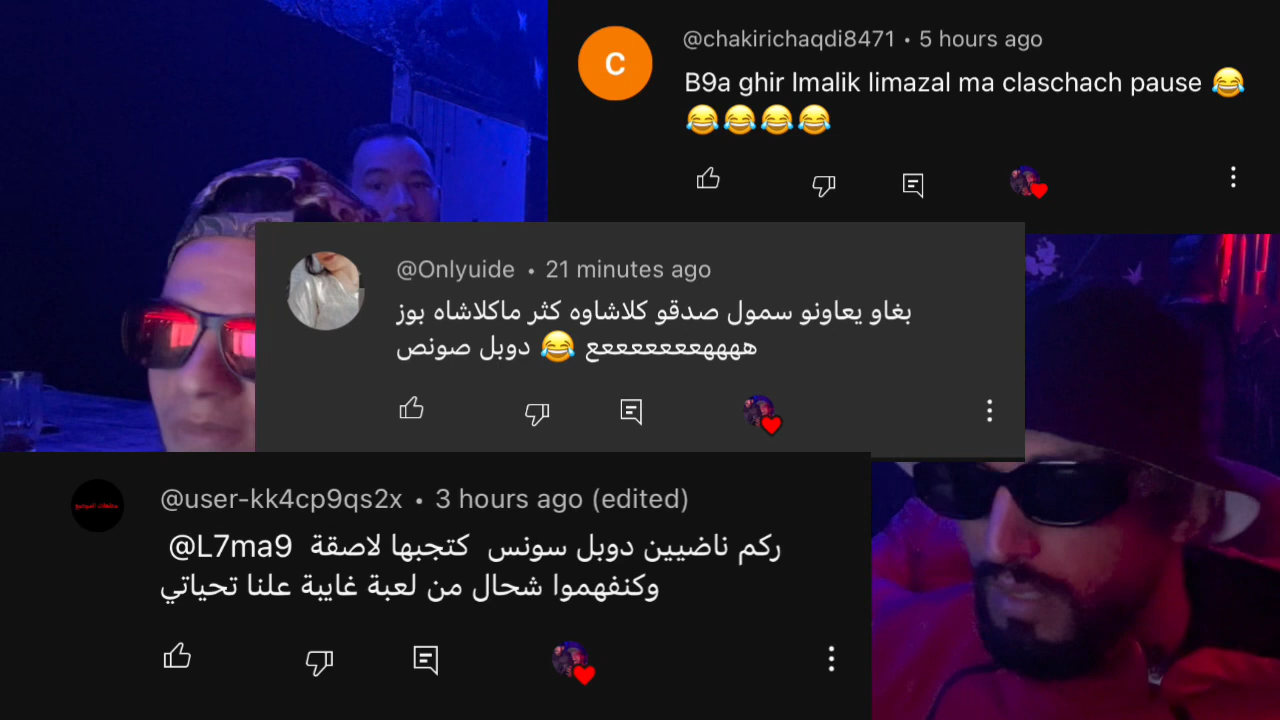 @chakirichaqdi8471 • 5 hours ago
B9a ghir lmalik limazal ma claschach pause 😂
😂😂😂😂
@Onlyuide • 21 minutes ago
بغاو يعاونو سمول صدقو كلاشاوه كثر ماكلاشاه بوز
هههههعععععععع 😂 دوبل صونص
@user-kk4cp9qs2x • 3 hours ago (edited)
@L7ma9 ركم ناضيين دوبل سونس كتجبها لاصقة
وكنفهموا شحال من لعبة غايبة علنا تحياتي